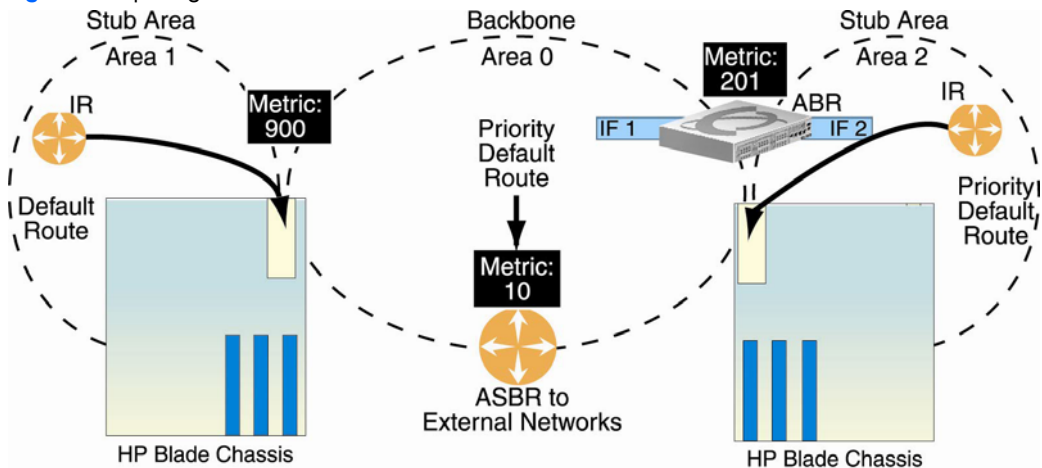 Stub Area
Area 1
IR
Metric:
900
Default
Route
HP Blade Chassis
Backbone
Area 0
Priority
Default
Route
Metric:
10
ASBR to
External Networks
Metric:
201
IF 1
ABR
IF 2
Stub Area
Area 2
IR
Priority
Default
Route
HP Blade Chassis